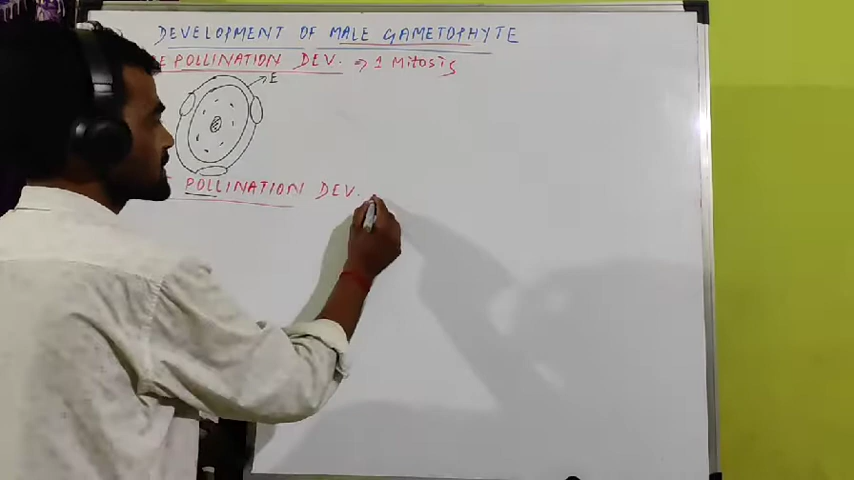 DEVELOPMENT OF MALE GAMETOPHYTE
E POLLINATION DEV. → 1 Mitosis
E
POLLINATION DEV.